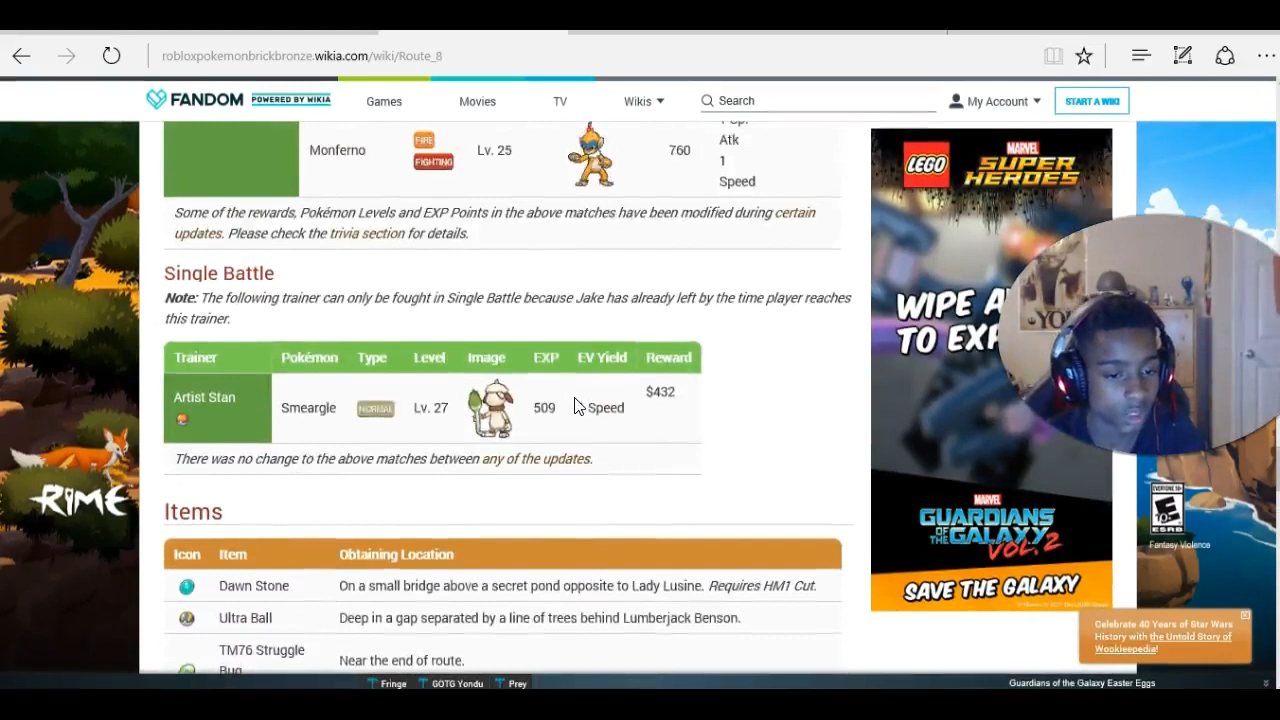 robloxpokemonbrickbronze.wikia.com/wiki/Route_8
FANDOM POWERED BY WIKIA Games Movies TV Wikis Search My Account START A WIKI
Atk
Monferno FIRE FIGHTING Lv. 25 760 1
Speed
Some of the rewards, Pokémon Levels and EXP Points in the above matches have been modified during certain
updates. Please check the trivia section for details.
Single Battle
Note: The following trainer can only be fought in Single Battle because Jake has already left by the time player reaches
this trainer.
Trainer Pokémon Type Level Image EXP EV Yield Reward
Artist Stan Smeargle NORMAL Lv. 27 509 Speed $432
There was no change to the above matches between any of the updates.
Items
Icon Item Obtaining Location
Dawn Stone On a small bridge above a secret pond opposite to Lady Lusine. Requires HM1 Cut.
Ultra Ball Deep in a gap separated by a line of trees behind Lumberjack Benson.
TM76 Struggle
Bug
Near the end of route.
RiME
LEGO MARVEL SUPER HEROES
WIPE
TO EXP
YO
MARVEL
GUARDIANS
OF THE GALAXY
VOL. 2
SAVE THE GALAXY
EVERYONE 10+
E
ESRB
Fantasy Violence
Celebrate 40 Years of Star Wars
History with the Untold Story of
Wookieepedia!
Fringe GOTG Yondu Prey
Guardians of the Galaxy Easter Eggs